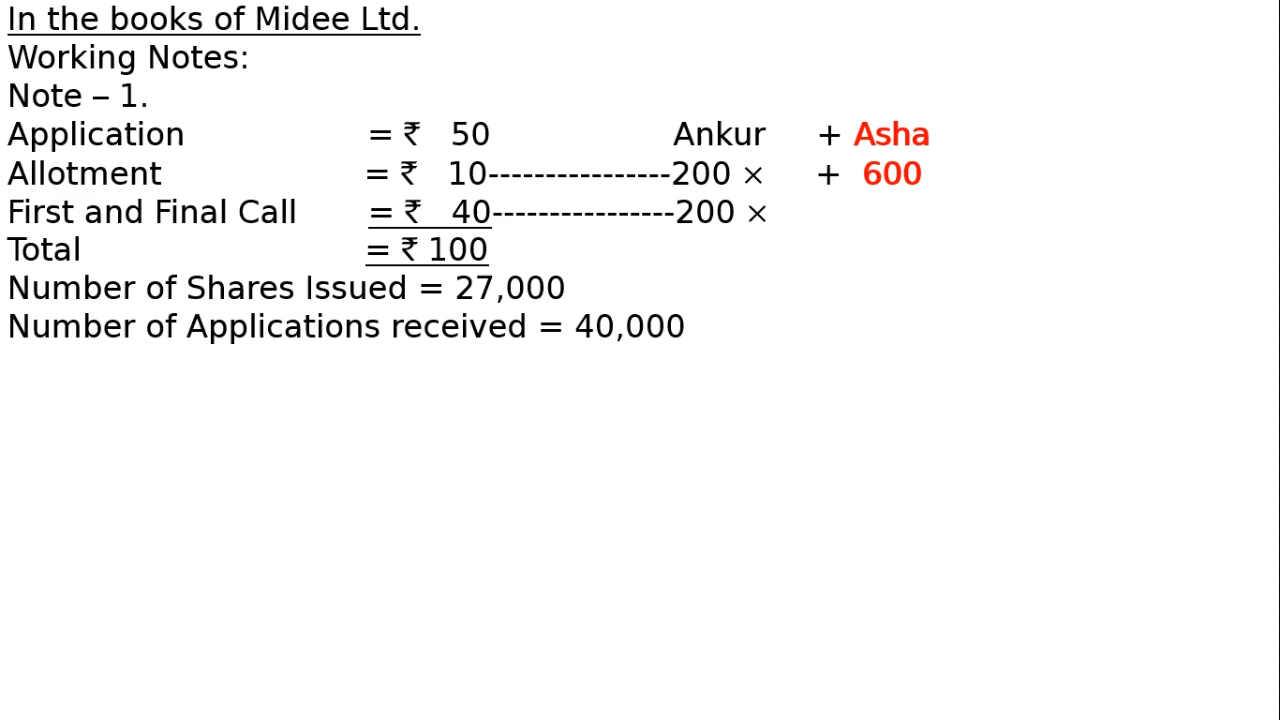 In the books of Midee Ltd.
Working Notes:
Note – 1.
Application = ₹ 50 Ankur + Asha
Allotment = ₹ 10----------------200 × + 600
First and Final Call = ₹ 40----------------200 ×
Total = ₹ 100
Number of Shares Issued = 27,000
Number of Applications received = 40,000